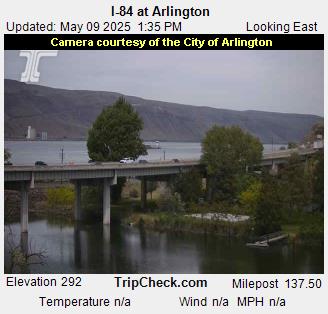 I-84 at Arlington
Updated: May 09 2025 1:35 PM Looking East
Camera courtesy of the City of Arlington
Elevation 292 TripCheck.com Milepost 137.50
Temperature n/a Wind n/a MPH n/a